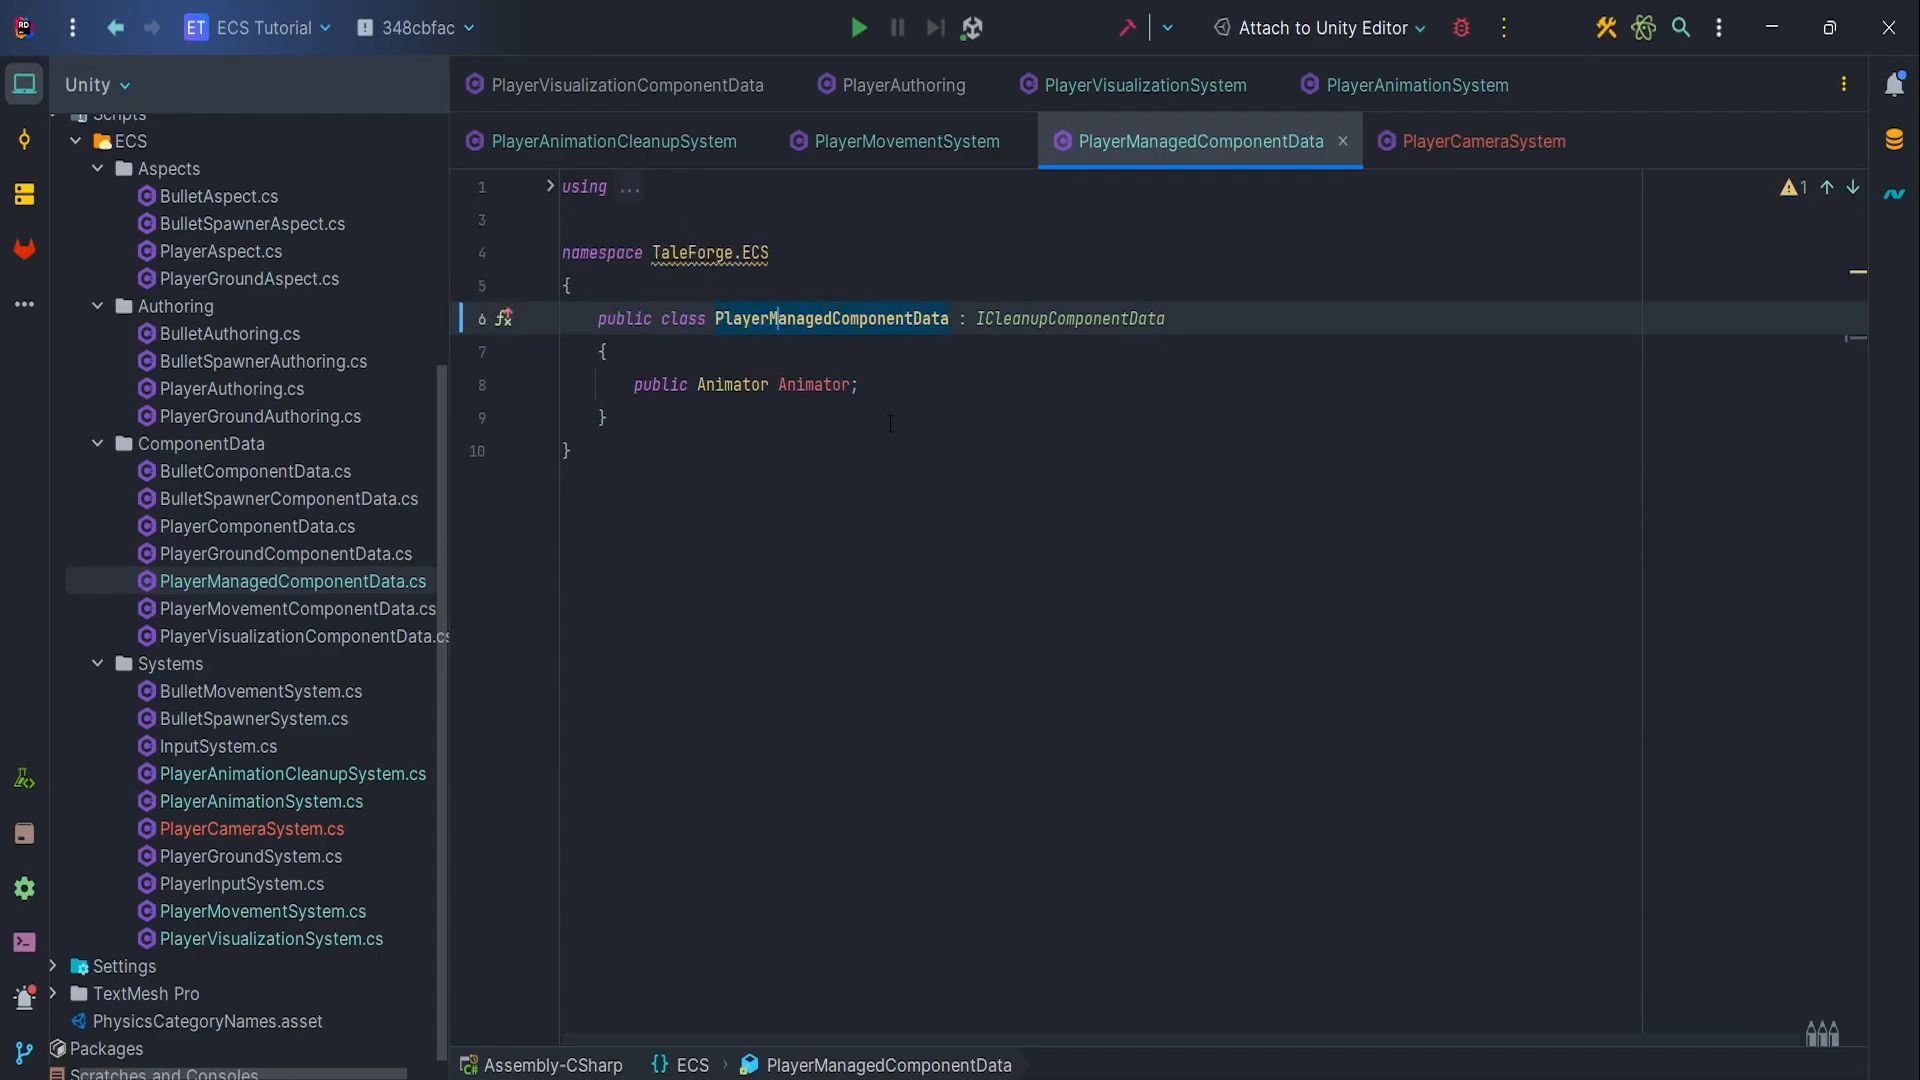 ET ECS Tutorial
348cbfac
Attach to Unity Editor
Unity
Scripts
ECS
Aspects
BulletAspect.cs
BulletSpawnerAspect.cs
PlayerAspect.cs
PlayerGroundAspect.cs
Authoring
BulletAuthoring.cs
BulletSpawnerAuthoring.cs
PlayerAuthoring.cs
PlayerGroundAuthoring.cs
ComponentData
BulletComponentData.cs
BulletSpawnerComponentData.cs
PlayerComponentData.cs
PlayerGroundComponentData.cs
PlayerManagedComponentData.cs
PlayerMovementComponentData.cs
PlayerVisualizationComponentData.cs
Systems
BulletMovementSystem.cs
BulletSpawnerSystem.cs
InputSystem.cs
PlayerAnimationCleanupSystem.cs
PlayerAnimationSystem.cs
PlayerCameraSystem.cs
PlayerGroundSystem.cs
PlayerInputSystem.cs
PlayerMovementSystem.cs
PlayerVisualizationSystem.cs
Settings
TextMesh Pro
PhysicsCategoryNames.asset
Packages
Scratches and Consoles
PlayerVisualizationComponentData
PlayerAuthoring
PlayerVisualizationSystem
PlayerAnimationSystem
PlayerAnimationCleanupSystem
PlayerMovementSystem
PlayerManagedComponentData
PlayerCameraSystem
1 using ...
3
4 namespace TaleForge.ECS
5 {
6 public class PlayerManagedComponentData : ICleanupComponentData
7 {
8 public Animator Animator;
9 }
10 }
1
Assembly-CSharp
{} ECS
PlayerManagedComponentData